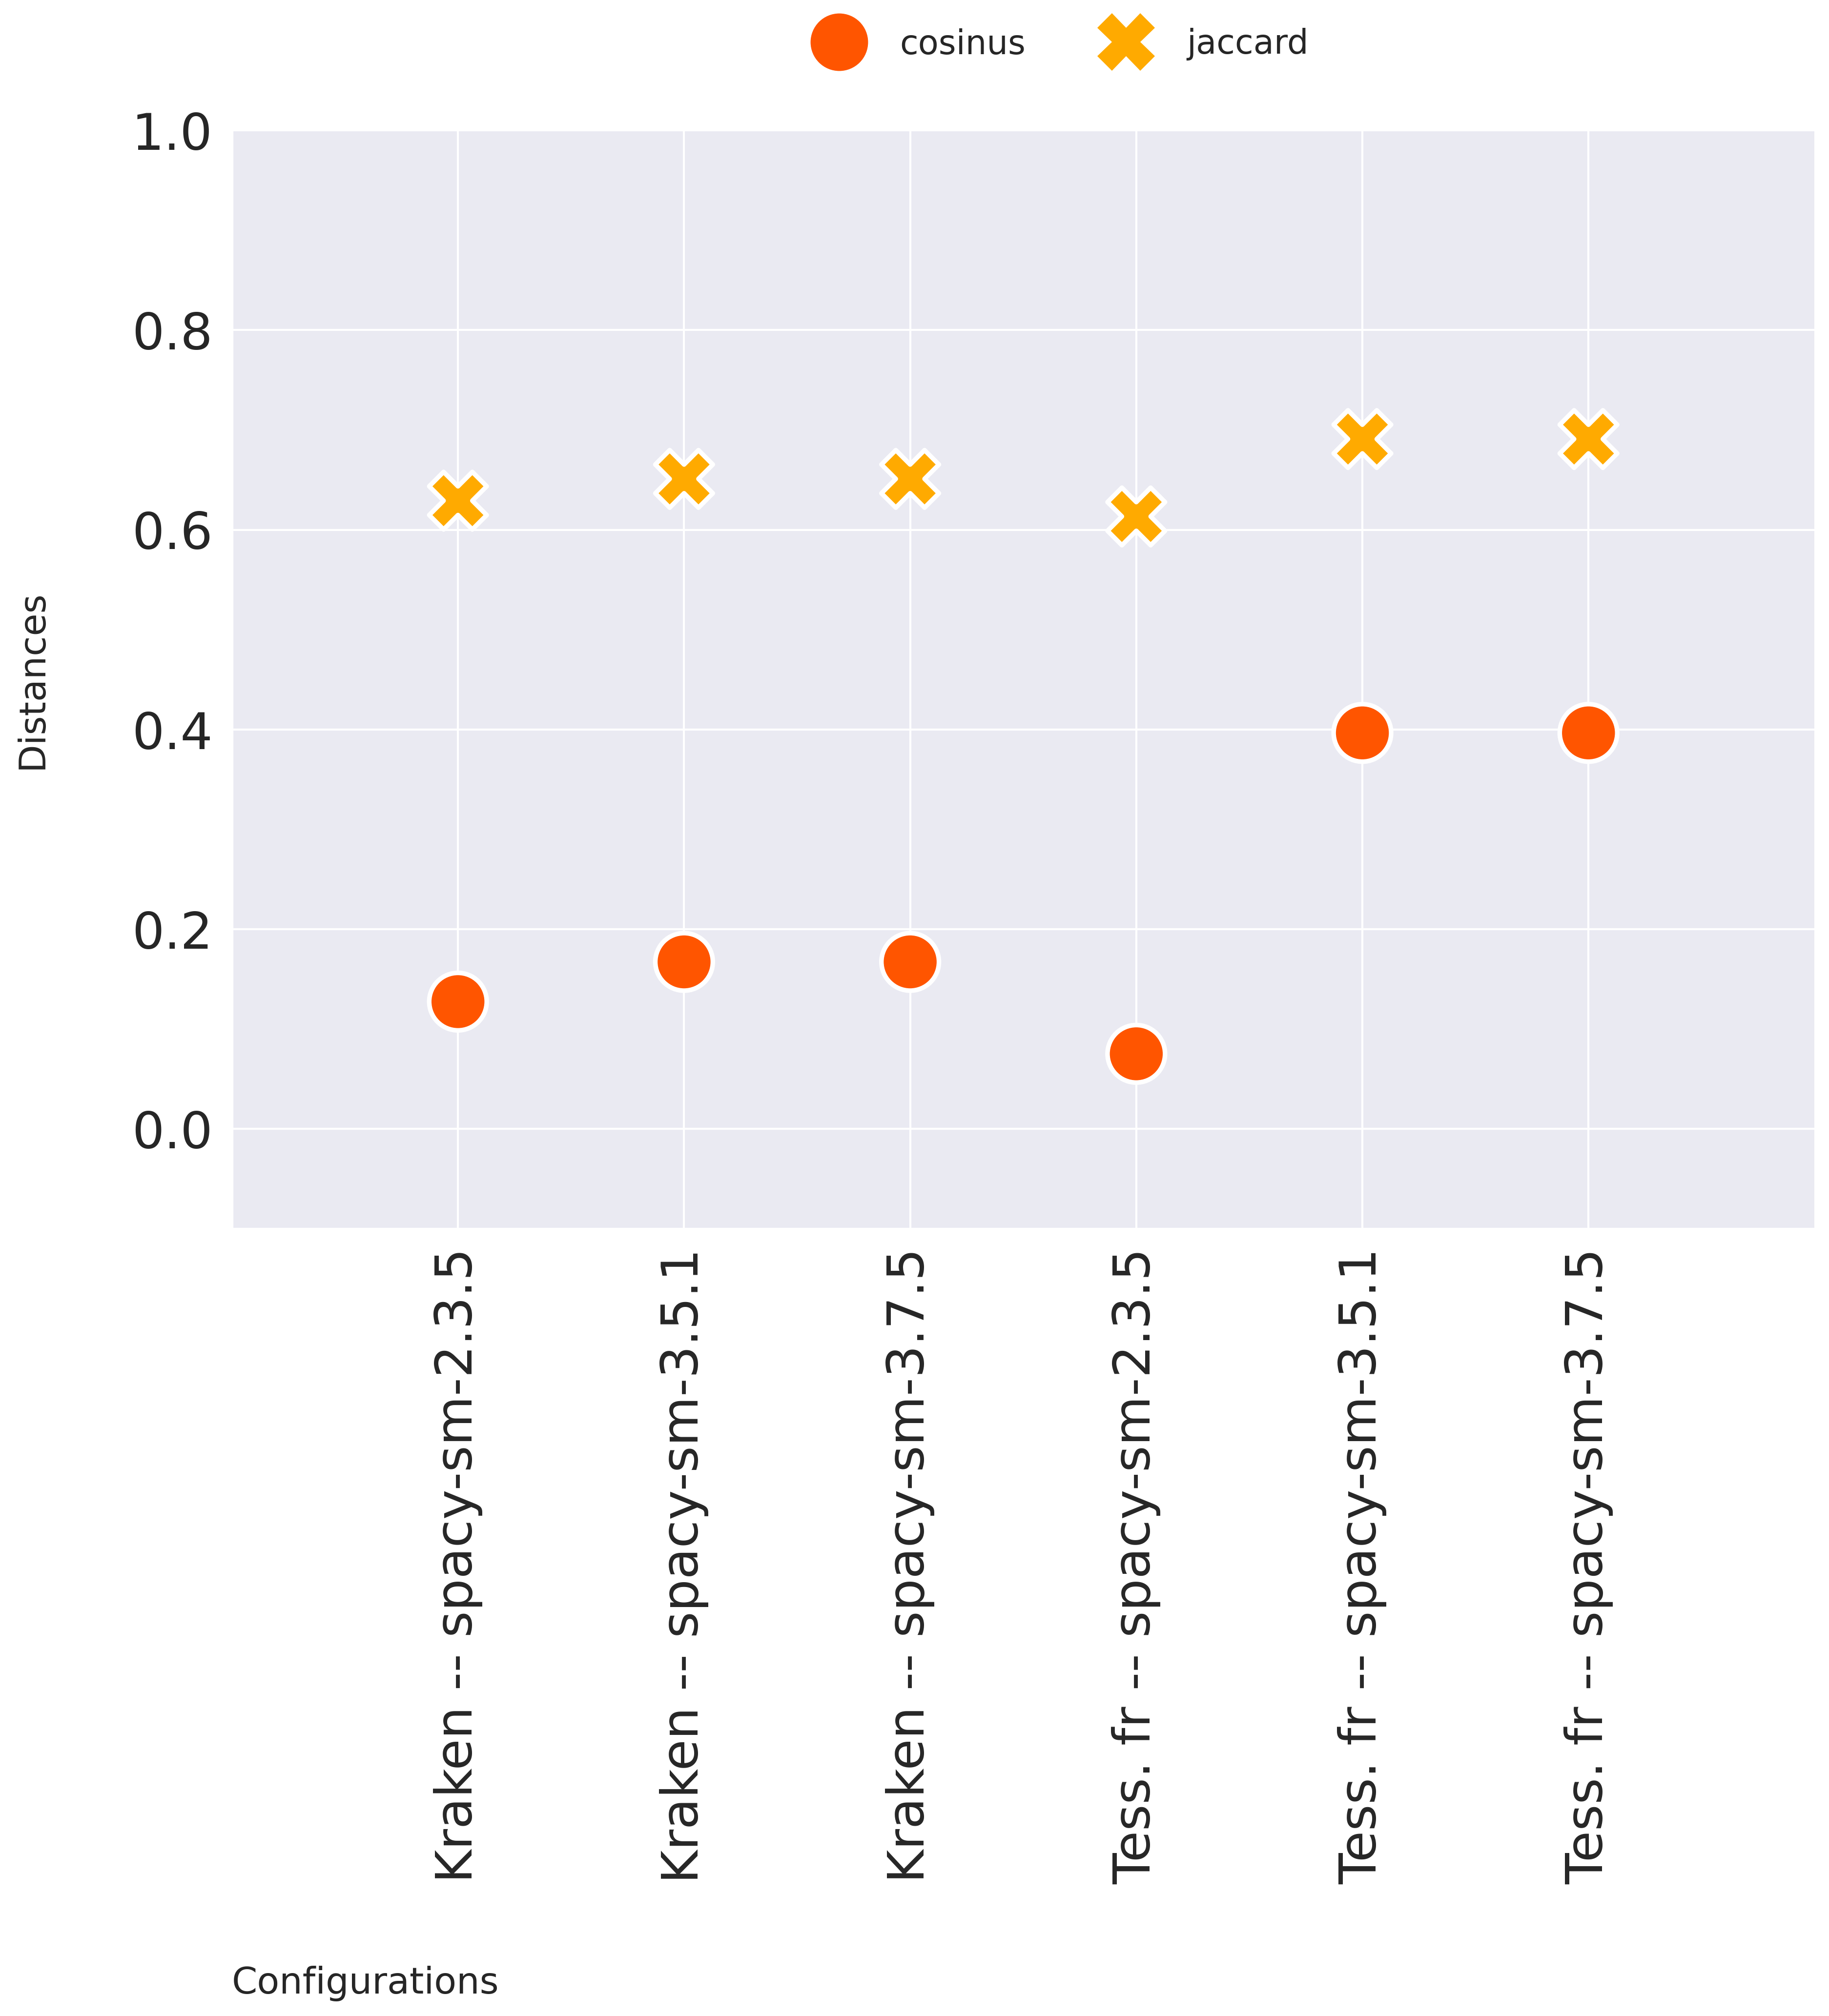 cosinus jaccard
1.0
0.8
0.6
0.4
0.2
0.0
Distances
Kraken -- spacy-sm-2.3.5
Kraken -- spacy-sm-3.5.1
Kraken -- spacy-sm-3.7.5
Tess. fr -- spacy-sm-2.3.5
Tess. fr -- spacy-sm-3.5.1
Tess. fr -- spacy-sm-3.7.5
Configurations